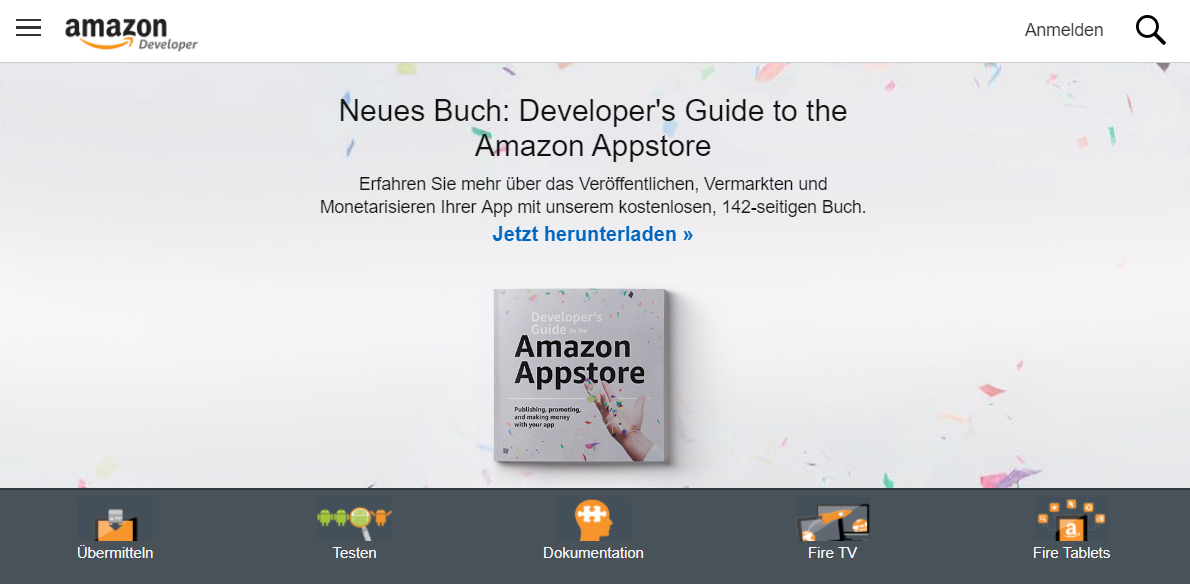 amazon
Developer
Anmelden
Neues Buch: Developer's Guide to the
Amazon Appstore
Erfahren Sie mehr über das Veröffentlichen, Vermarkten und
Monetarisieren Ihrer App mit unserem kostenlosen, 142-seitigen Buch.
Jetzt herunterladen »
Developer's
Guide to the
Amazon
Appstore
Publishing, promoting,
and making money
with your app
a
Übermitteln
Testen
Dokumentation
Fire TV
Fire Tablets